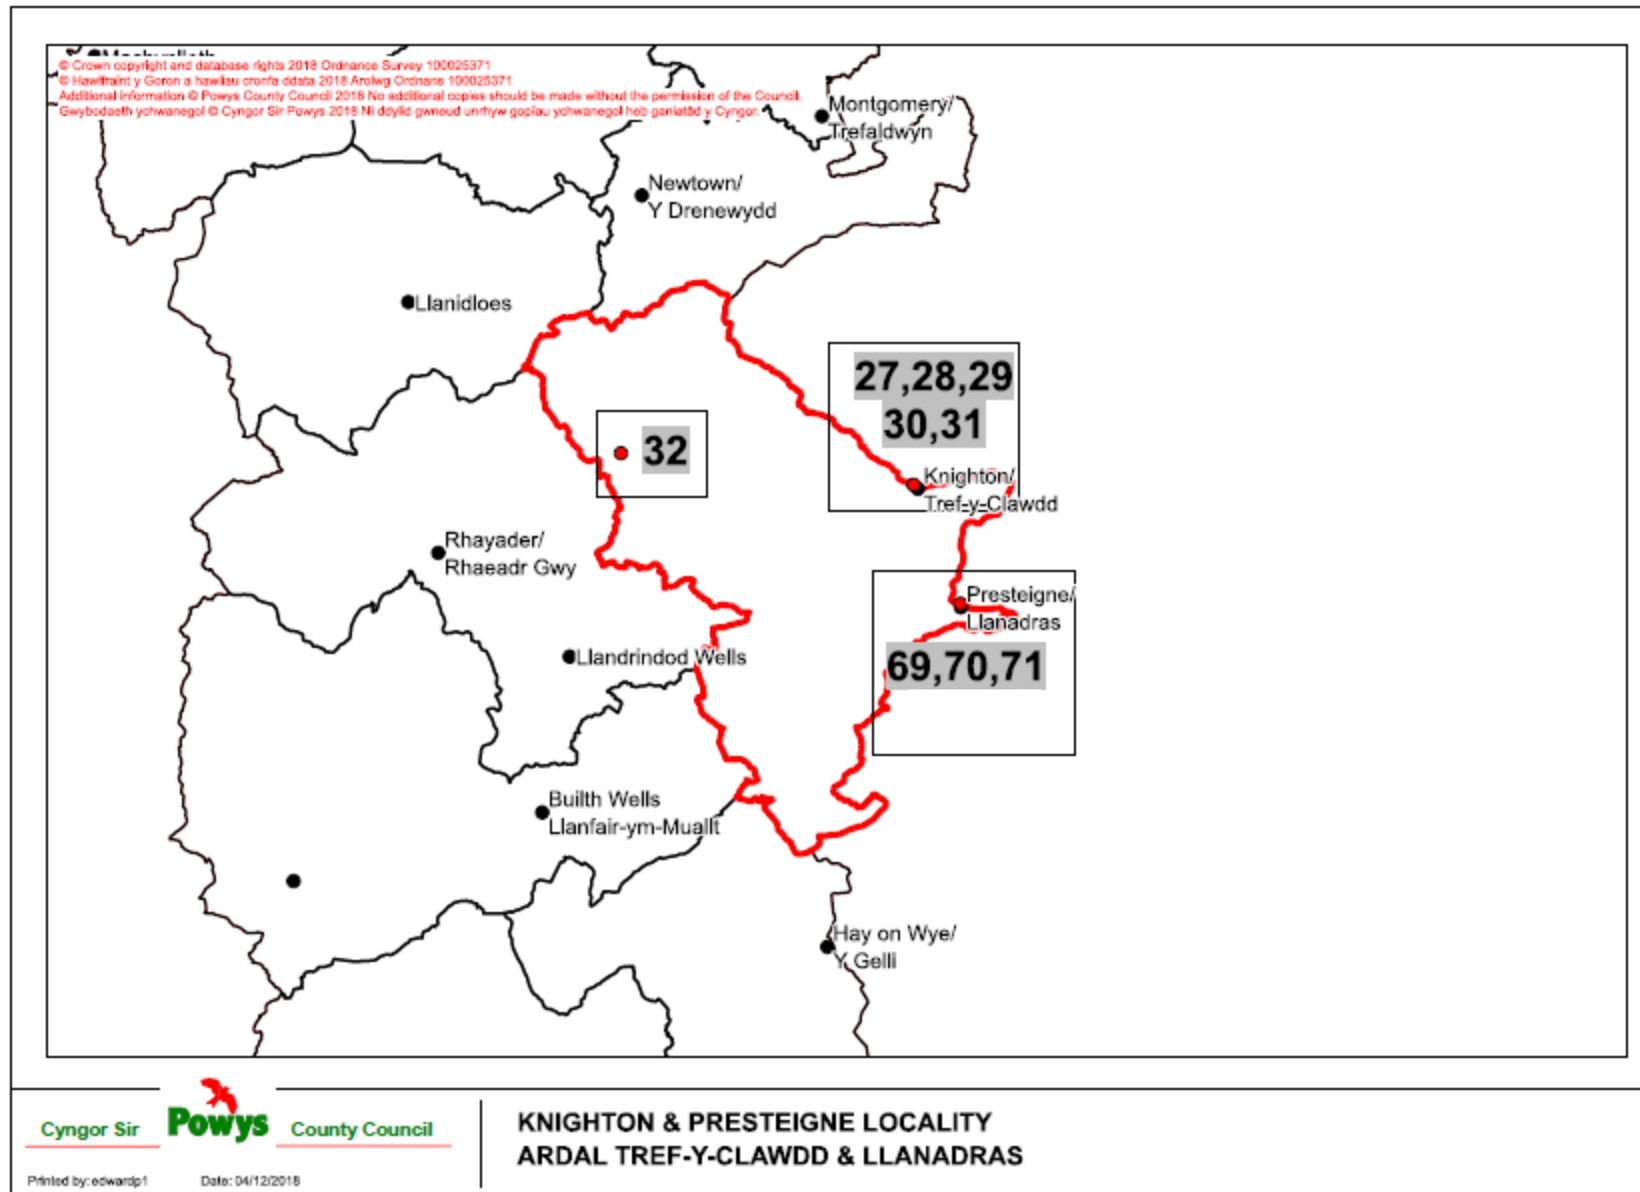 © Crown copyright and database rights 2018 Ordnance Survey 100025371
© Hawlfraint y Goron a hawliau cronfa ddata 2018 Arolwg Ordnans 100025371
Additional information © Powys County Council 2018 No additional copies should be made without the permission of the Council.
Gwybodaeth ychwanegol © Cyngor Sir Powys 2018 Ni ddylid gwneud unrhyw gopïau ychwanegol heb ganiatâd y Cyngor.
Montgomery/
Trefaldwyn
Newtown/
Y Drenewydd
Llanidloes
27,28,29
30,31
32
Knighton/
Tref-y-Clawdd
Rhayader/
Rhaeadr Gwy
Presteigne/
Llanadras
Llandrindod Wells
69,70,71
Builth Wells
Llanfair-ym-Muallt
Hay on Wye/
Y Gelli
Cyngor Sir Powys County Council
KNIGHTON & PRESTEIGNE LOCALITY
ARDAL TREF-Y-CLAWDD & LLANADRAS
Printed by: edwardp1 Date: 04/12/2018